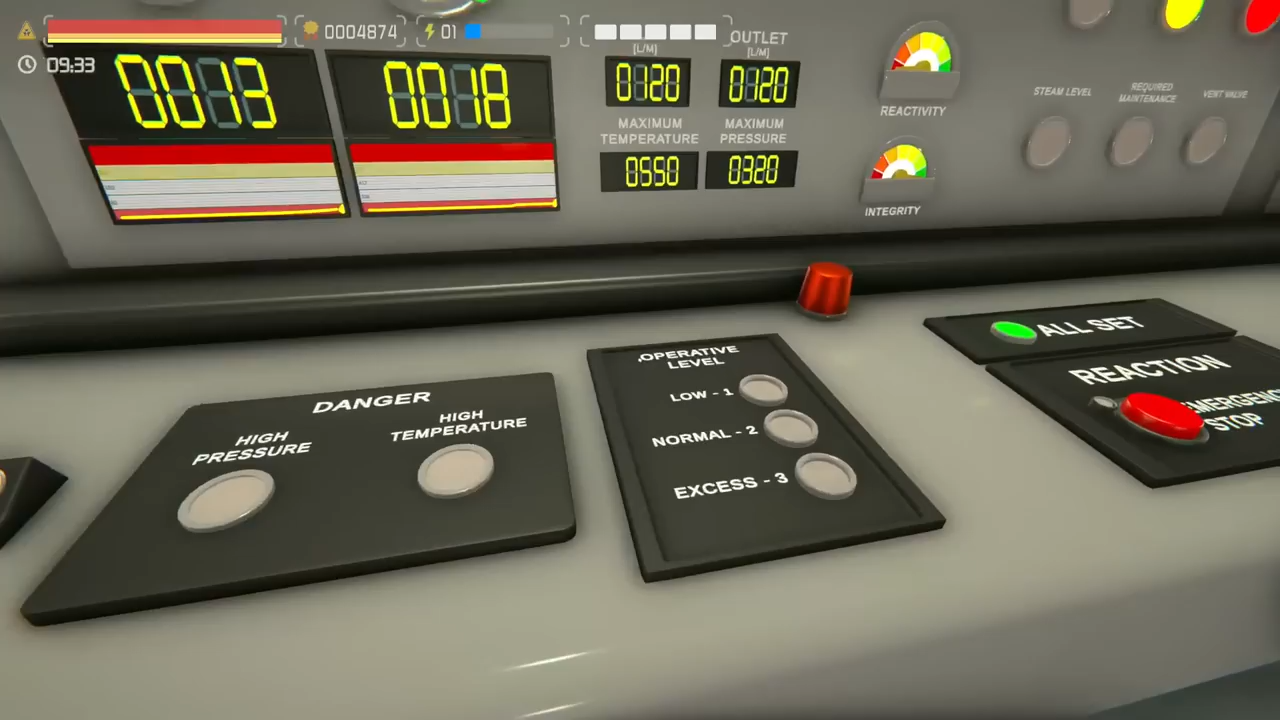 0004874
01
09:33
0013
0018
[L/M]
0120
OUTLET
[L/M]
0120
MAXIMUM
TEMPERATURE
0550
MAXIMUM
PRESSURE
0320
REACTIVITY
INTEGRITY
STEAM LEVEL
REQUIRED
MAINTENANCE
VENT VALVE
DANGER
HIGH
PRESSURE
HIGH
TEMPERATURE
OPERATIVE
LEVEL
LOW - 1
NORMAL - 2
EXCESS - 3
ALL SET
REACTION
EMERGENC
STOP